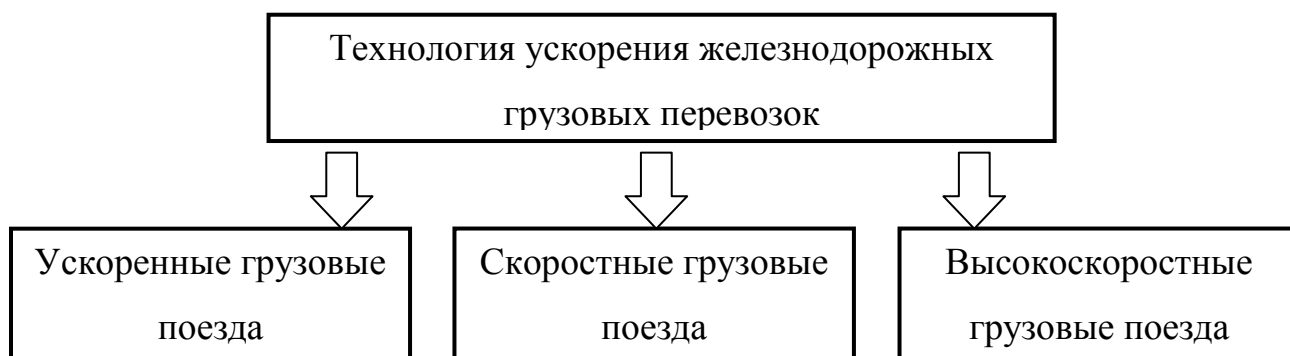 Технология ускорения железнодорожных
грузовых перевозок
Ускоренные грузовые
поезда
Скоростные грузовые
поезда
Высокоскоростные
грузовые поезда